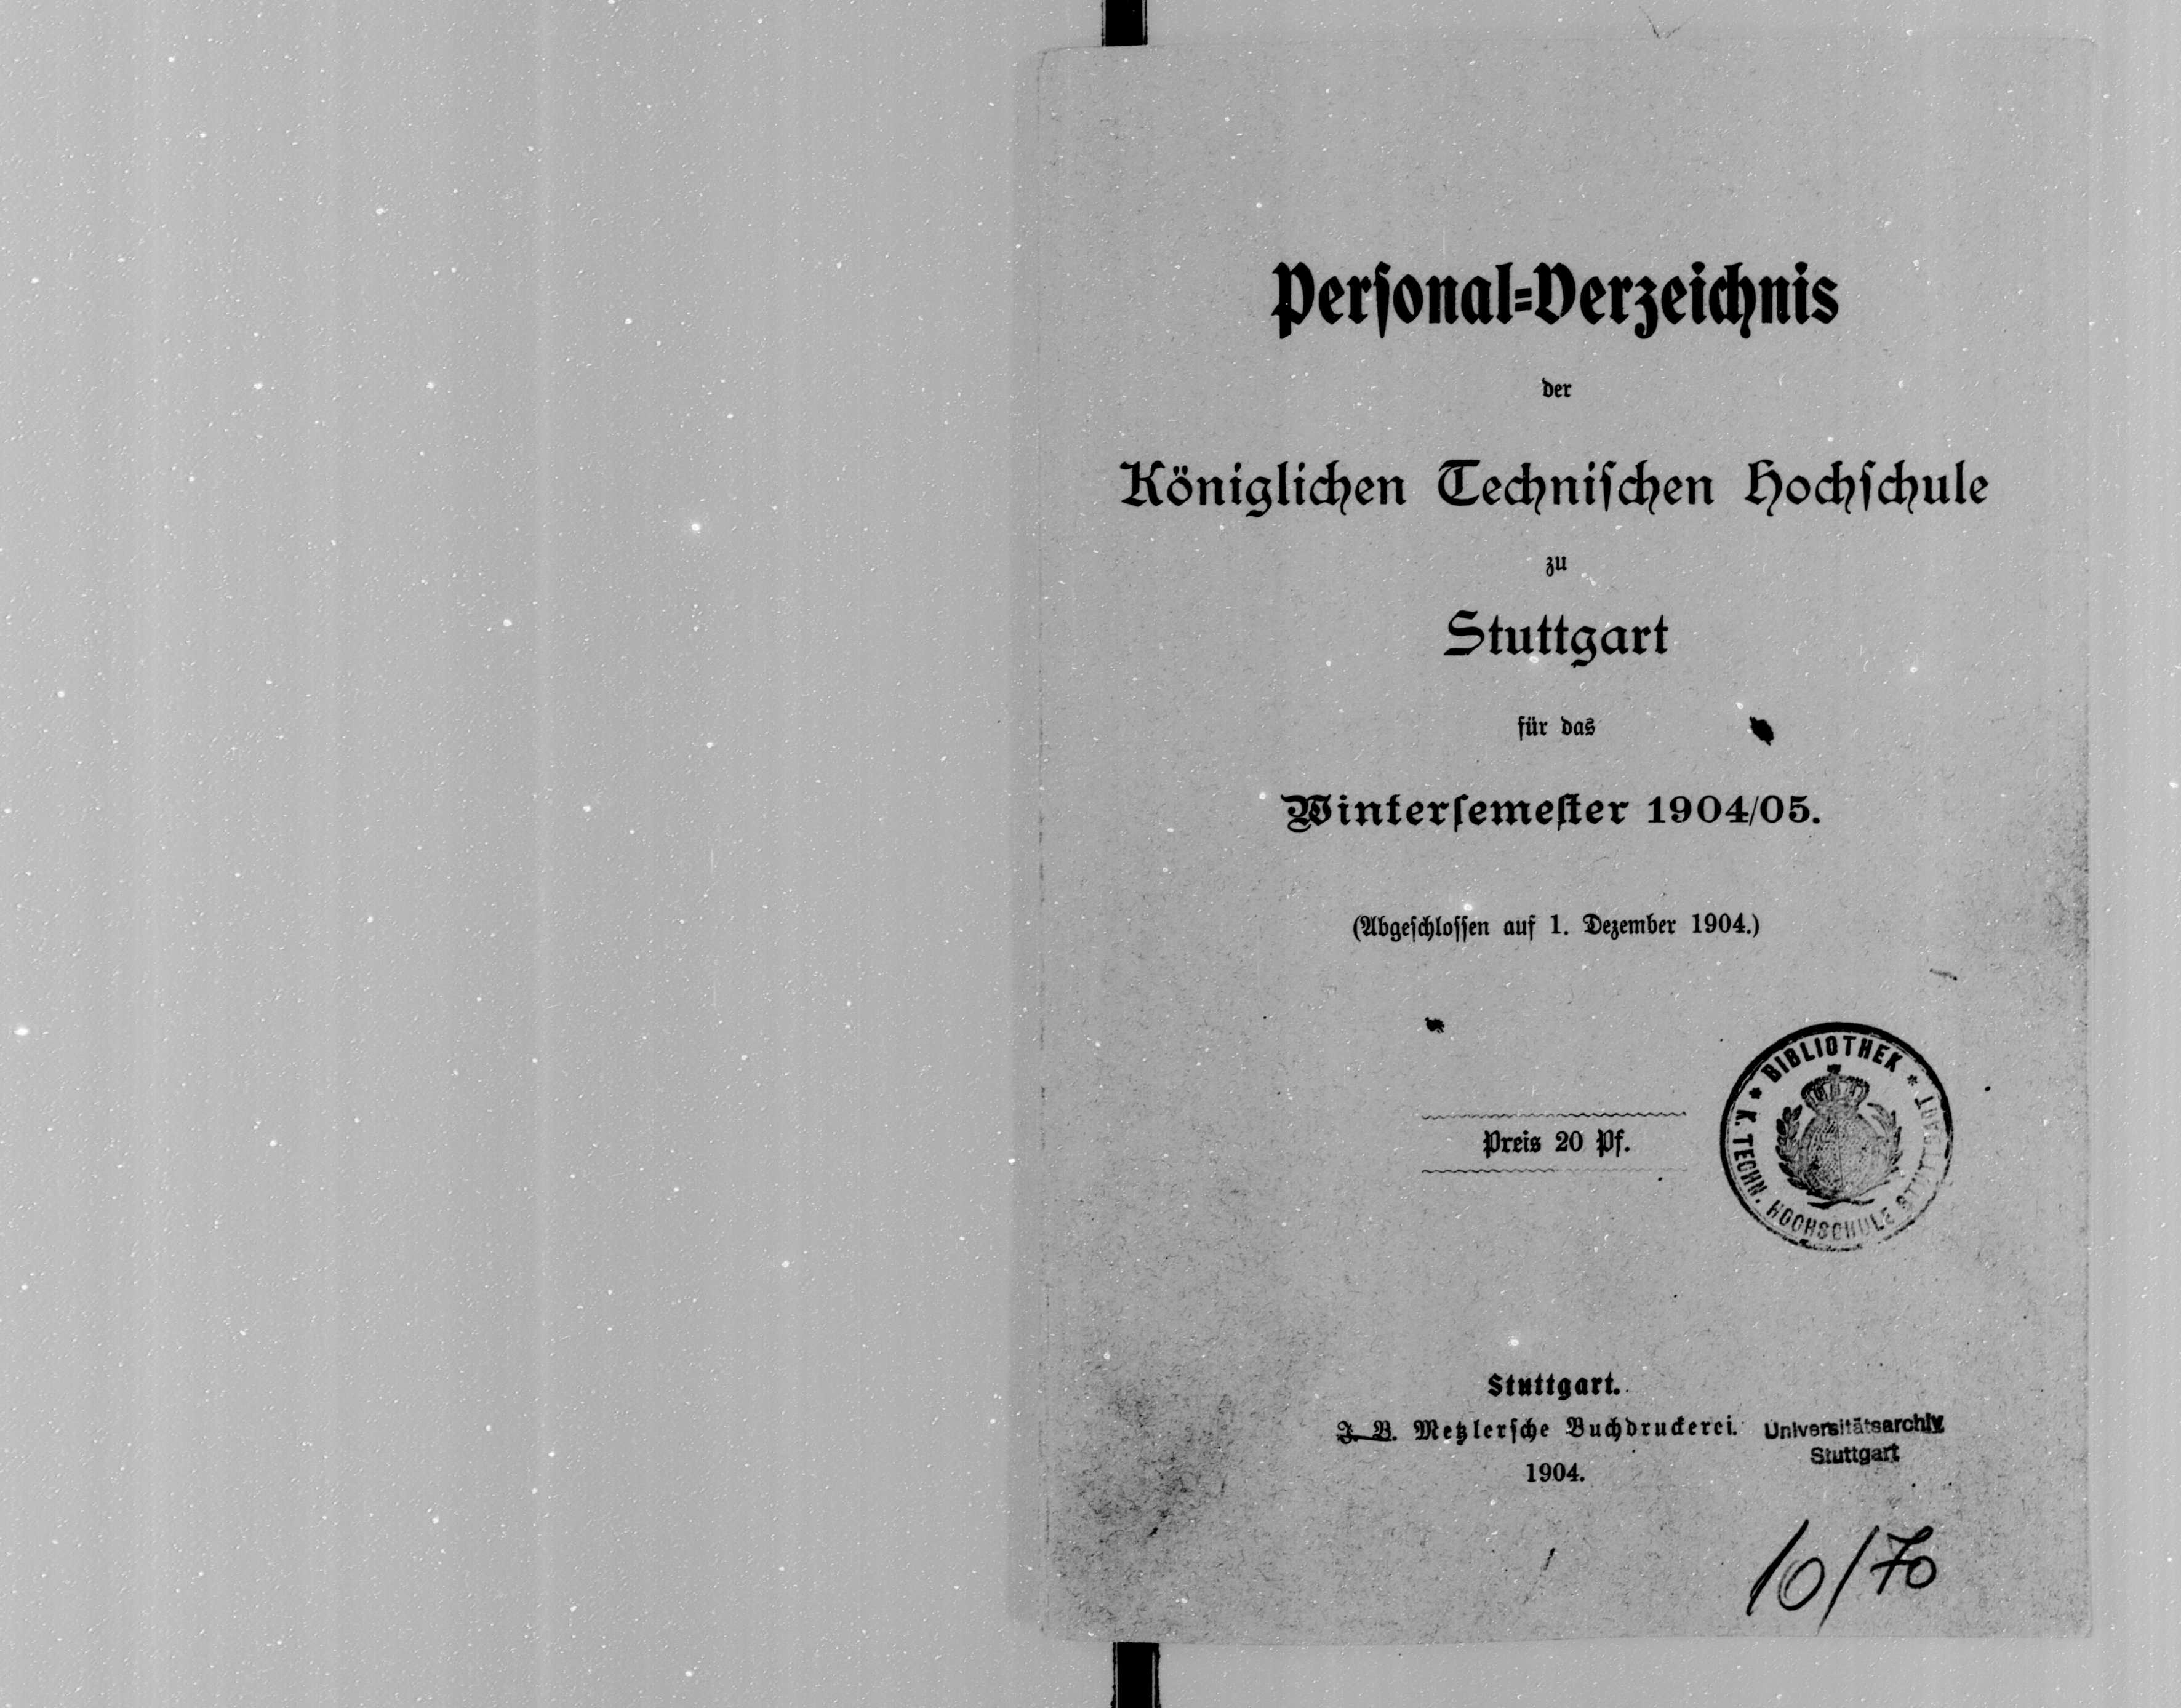 Perſonal=Verzeichnis
der
Königlichen Techniſchen Hochſchule
zu
Stuttgart
für das
Winterſemeſter 1904/05.
(Abgeſchloſſen auf 1. Dezember 1904.)
Preis 20 Pf.
* BIBLIOTHEK *
K. TECHN. HOCHSCHULE STUTTGART
Stuttgart.
J. B. Metzlerſche Buchdruckerei.
Universitätsarchiv
Stuttgart
1904.
10/70